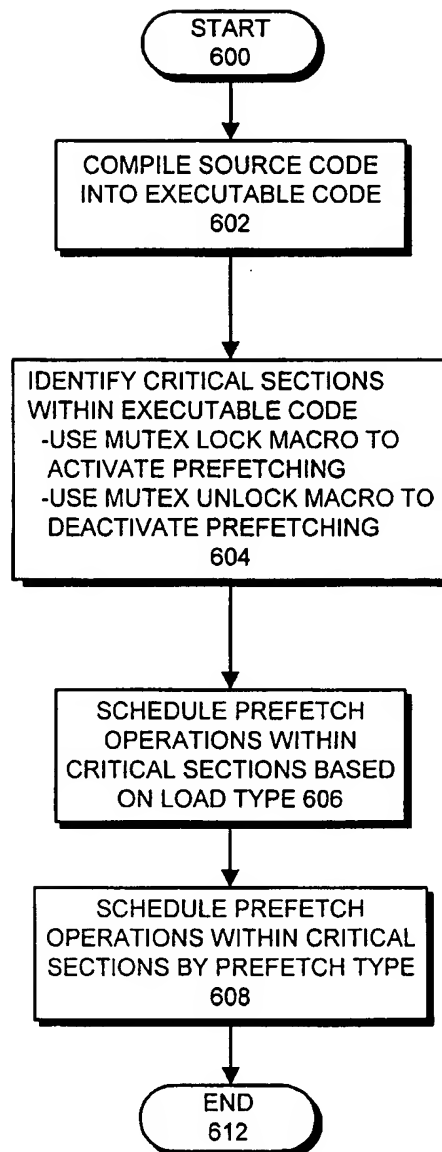 START
600
COMPILE SOURCE CODE
INTO EXECUTABLE CODE
602
IDENTIFY CRITICAL SECTIONS
WITHIN EXECUTABLE CODE
-USE MUTEX LOCK MACRO TO
ACTIVATE PREFETCHING
-USE MUTEX UNLOCK MACRO TO
DEACTIVATE PREFETCHING
604
SCHEDULE PREFETCH
OPERATIONS WITHIN
CRITICAL SECTIONS BASED
ON LOAD TYPE 606
SCHEDULE PREFETCH
OPERATIONS WITHIN CRITICAL
SECTIONS BY PREFETCH TYPE
608
END
612